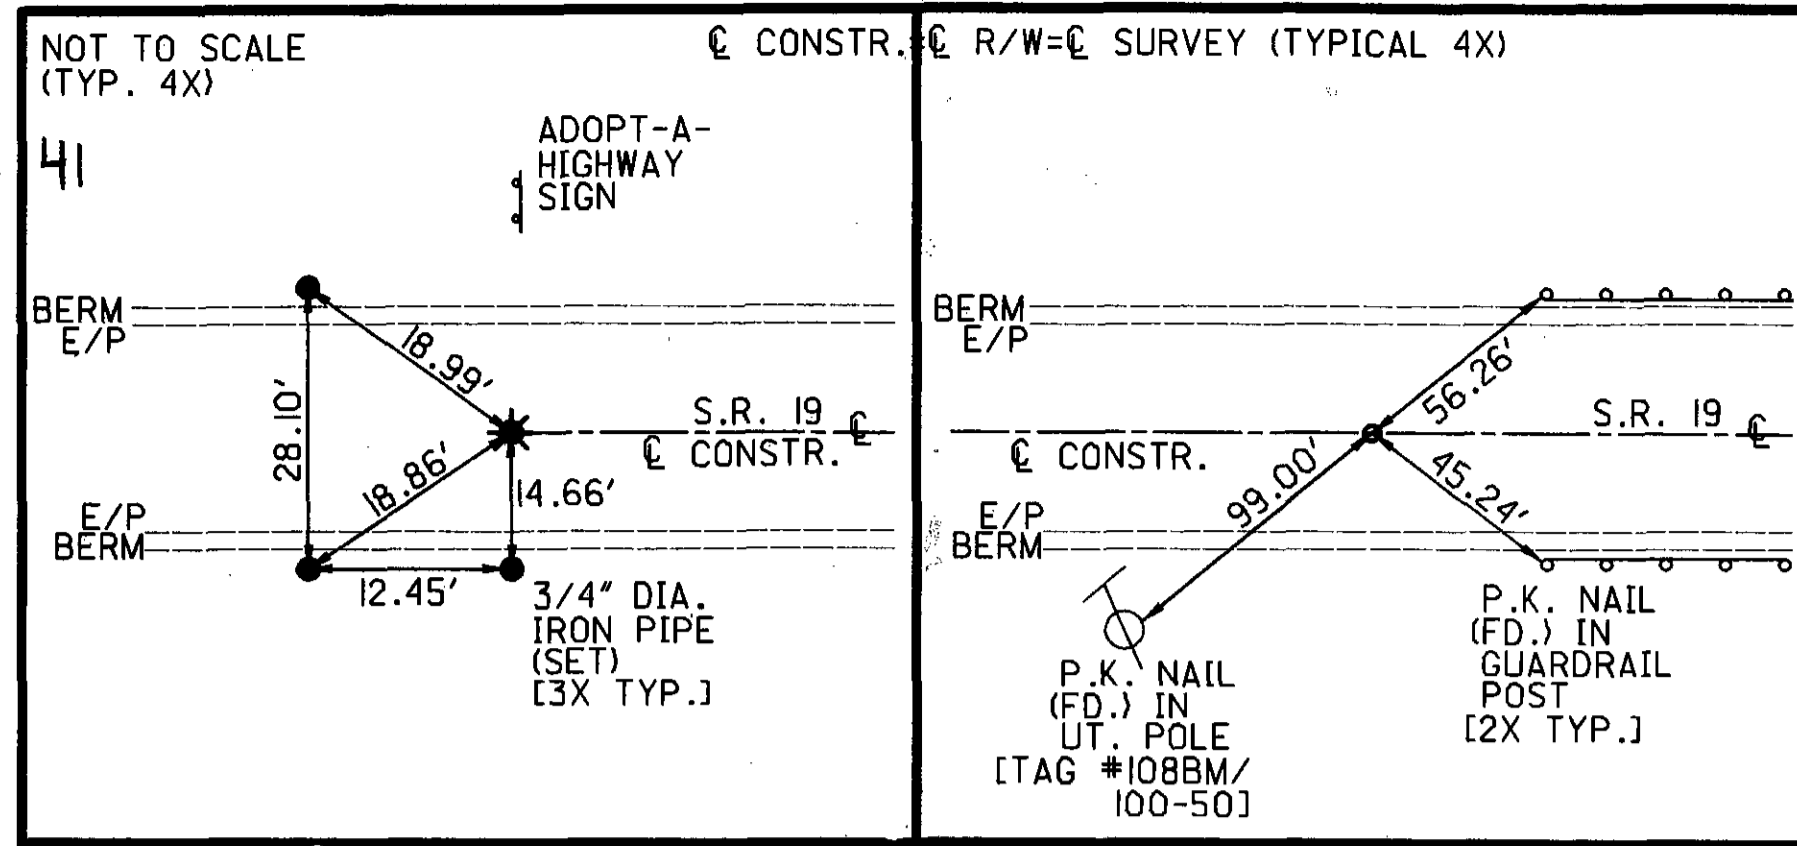 NOT TO SCALE
(TYP. 4X)
℄ CONSTR.=℄ R/W=℄ SURVEY (TYPICAL 4X)
41
ADOPT-A-
HIGHWAY
SIGN
BERM
E/P
18.99'
28.10'
18.86'
S.R. 19 ℄
℄ CONSTR.
14.66'
E/P
BERM
12.45'
3/4" DIA.
IRON PIPE
(SET)
[3X TYP.]
BERM
E/P
56.26'
S.R. 19 ℄
℄ CONSTR.
99.00'
45.24'
E/P
BERM
P.K. NAIL
(FD.) IN
UT. POLE
[TAG #108BM/
100-50]
P.K. NAIL
(FD.) IN
GUARDRAIL
POST
[2X TYP.]